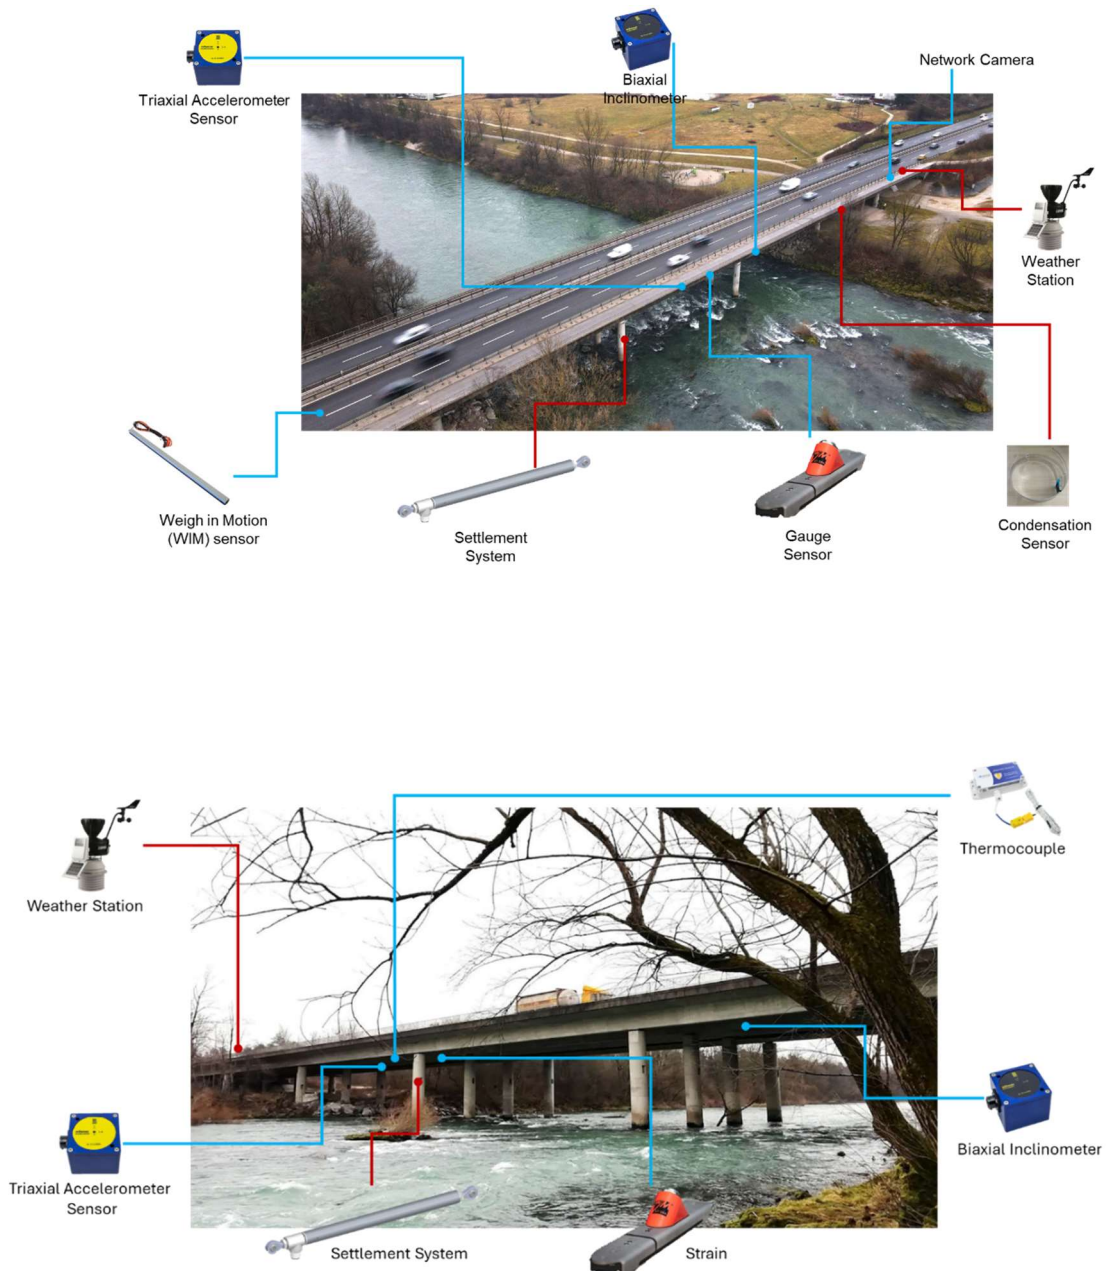 Network Camera
Triaxial Accelerometer
Sensor
Biaxial
Inclinometer
Weather
Station
Weigh in Motion
(WIM) sensor
Settlement
System
Gauge
Sensor
Condensation
Sensor
Thermocouple
Weather Station
Biaxial Inclinometer
Triaxial Accelerometer
Sensor
Settlement System
Strain